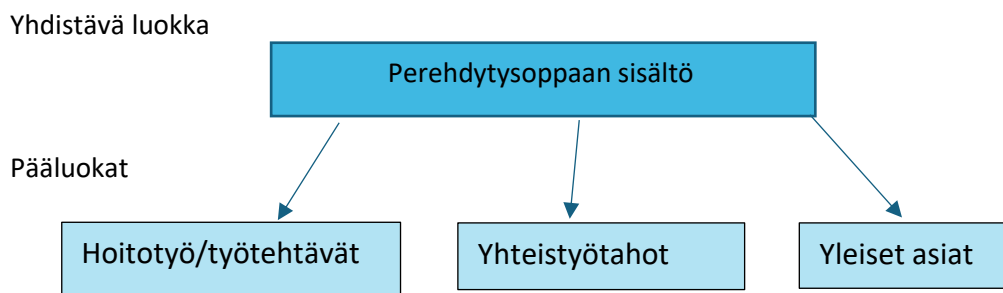 Yhdistävä luokka
Perehdytysoppaan sisältö
Pääluokat
Hoitotyö/työtehtävät
Yhteistyötahot
Yleiset asiat